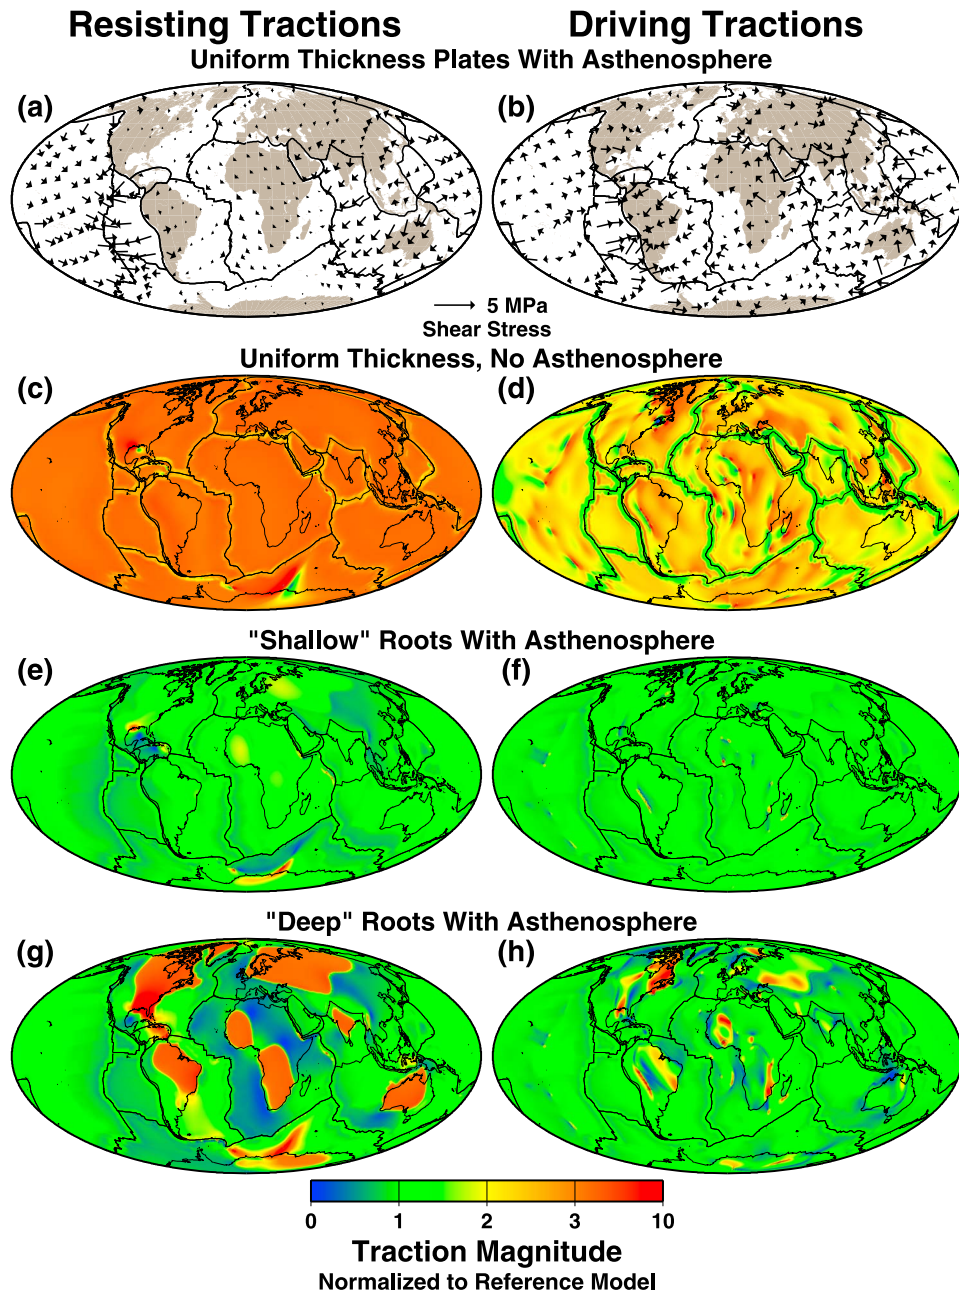 Resisting Tractions Driving Tractions
Uniform Thickness Plates With Asthenosphere
(a) (b)
5 MPa
Shear Stress
Uniform Thickness, No Asthenosphere
(c) (d)
"Shallow" Roots With Asthenosphere
(e) (f)
"Deep" Roots With Asthenosphere
(g) (h)
0 1 2 3 10
Traction Magnitude
Normalized to Reference Model